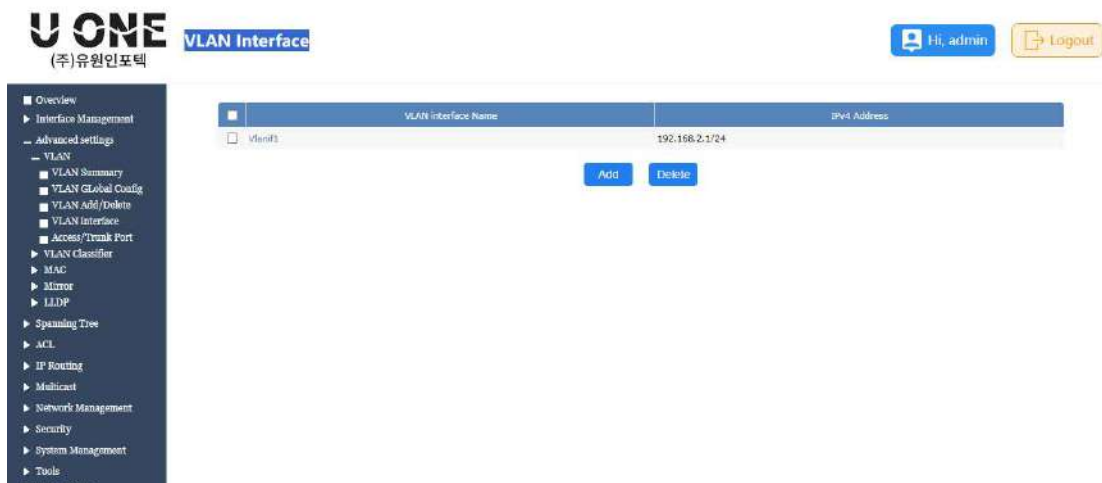 U ONE
(주)유원인포텍
VLAN Interface
Hi, admin
Logout
Overview
Interface Management
Advanced settings
VLAN
VLAN Summary
VLAN GLobal Config
VLAN Add/Delete
VLAN interface
Access/Trunk Port
VLAN Classifier
MAC
Mirror
LLDP
Spanning Tree
ACL
IP Routing
Multicast
Network Management
Security
System Management
Tools
VLAN interface Name IPv4 Address
Vlanif1 192.168.2.1/24
Add Delete